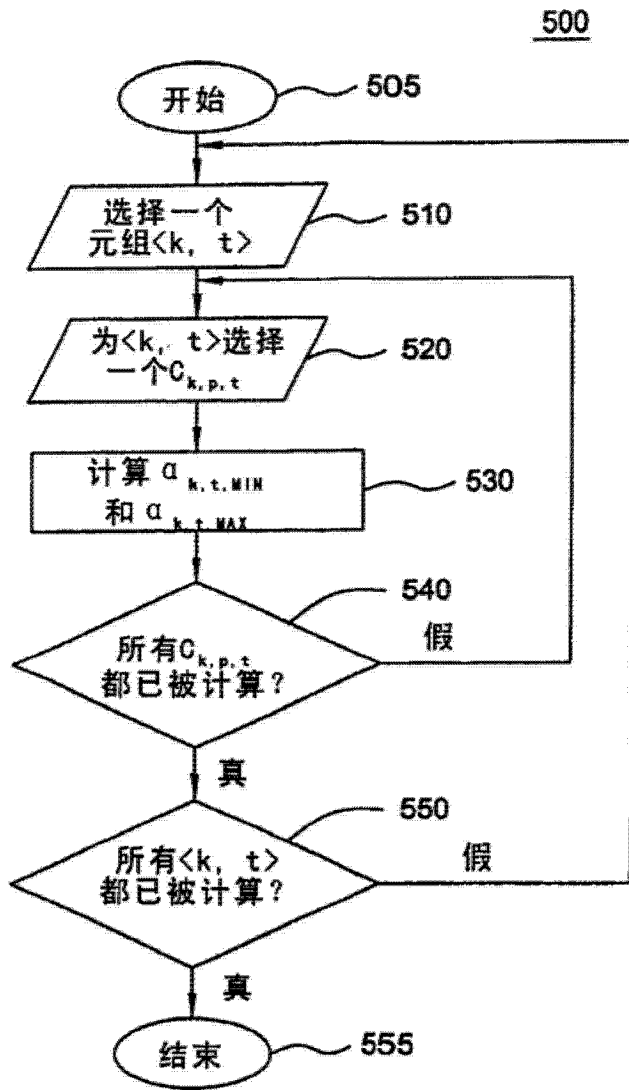 500
开始
505
选择一个
元组<k, t>
510
为<k, t>选择
一个C k,p,t
520
计算 α k,t,MIN
和 α k,t MAX
530
540
所有C k,p,t
都已被计算？
假
真
550
所有<k, t>
都已被计算？
假
真
结束
555